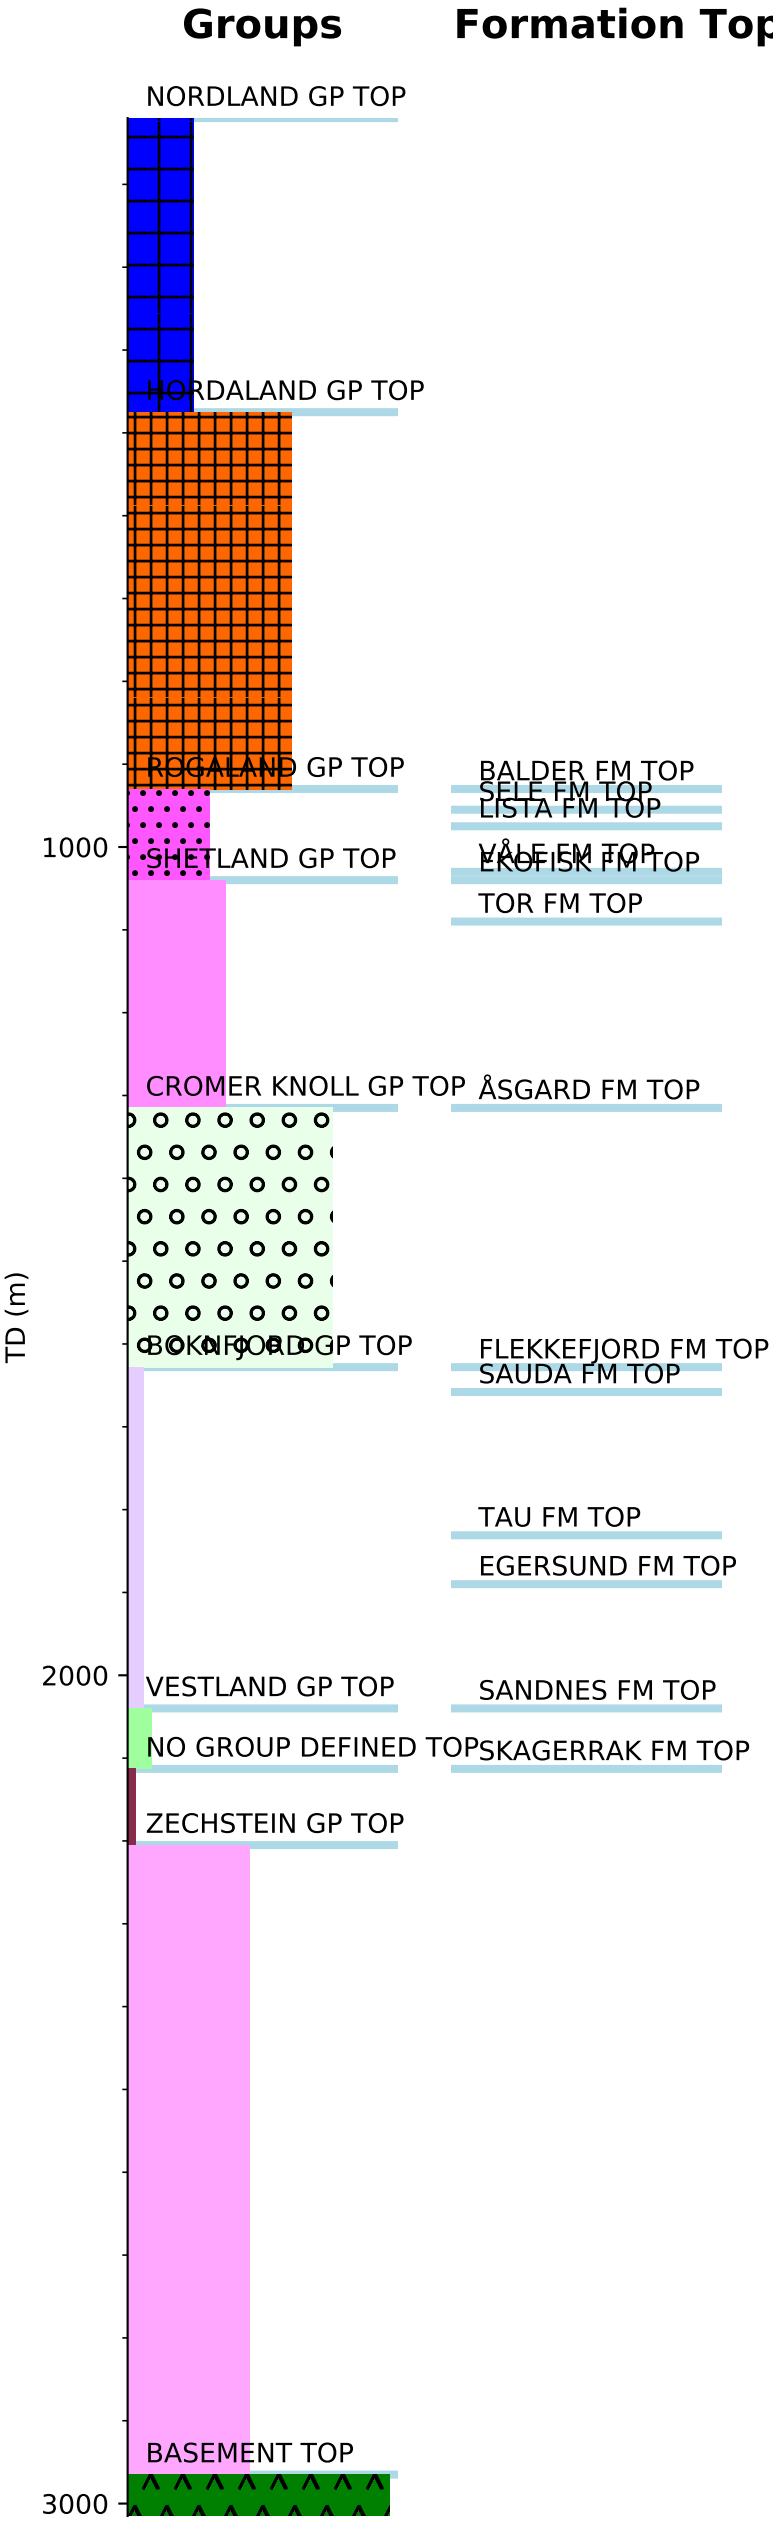 Groups Formation Top
NORDLAND GP TOP
HORDALAND GP TOP
ROGALAND GP TOP BALDER FM TOP
SELE FM TOP
LISTA FM TOP
1000
VÅLE FM TOP
SHETLAND GP TOP EKOFISK FM TOP
TOR FM TOP
CROMER KNOLL GP TOP ÅSGARD FM TOP
TD (m)
BOKNFJORD GP TOP FLEKKEFJORD FM TOP
SAUDA FM TOP
TAU FM TOP
EGERSUND FM TOP
2000
VESTLAND GP TOP SANDNES FM TOP
NO GROUP DEFINED TOP SKAGERRAK FM TOP
ZECHSTEIN GP TOP
BASEMENT TOP
3000